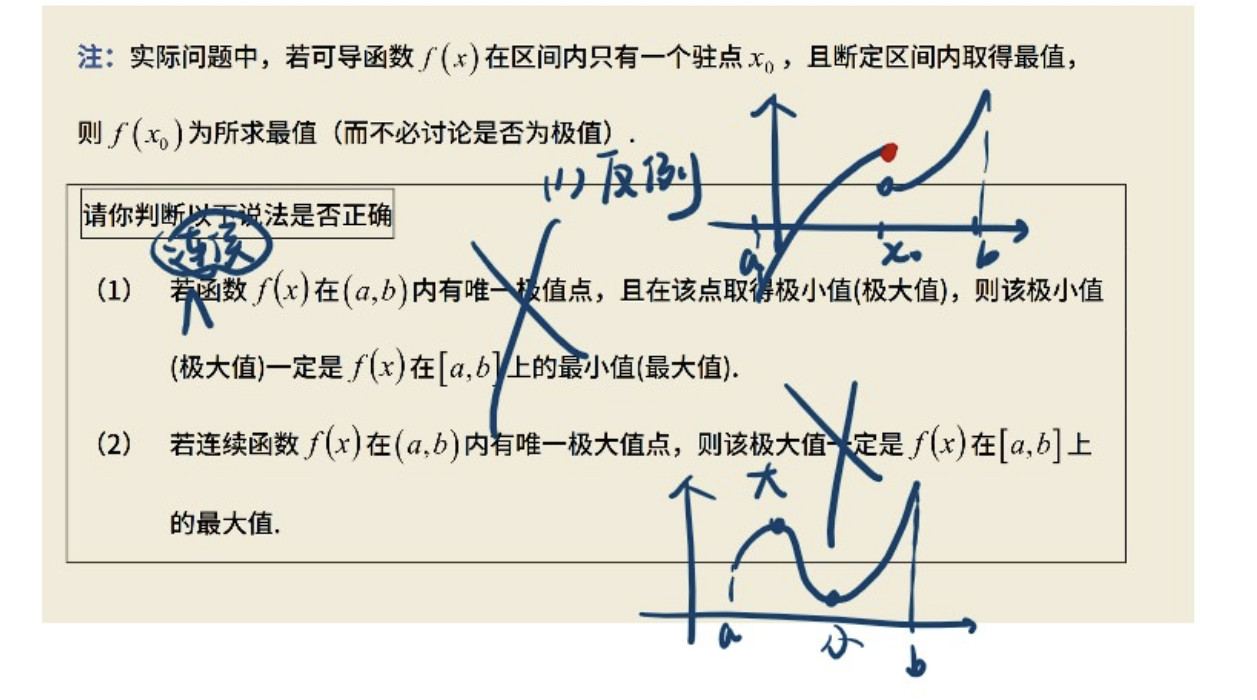 注：实际问题中，若可导函数 f(x) 在区间内只有一个驻点 x₀ ，且断定区间内取得最值，
则 f(x₀) 为所求最值（而不必讨论是否为极值）.
(1) 反例
a x₀ b
请你判断以下说法是否正确
连续
（1） 若函数 f(x) 在 (a,b) 内有唯一极值点，且在该点取得极小值(极大值)，则该极小值
(极大值)一定是 f(x) 在 [a,b] 上的最小值(最大值).
（2） 若连续函数 f(x) 在 (a,b) 内有唯一极大值点，则该极大值一定是 f(x) 在 [a,b] 上
的最大值.
大
a 小 b